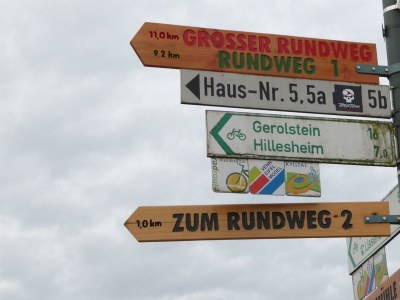 11,0 km GROSSER RUNDWEG
9,2 km RUNDWEG 1
Haus-Nr. 5,5a 5b
Gerolstein 16
Hillesheim 7,0
1,0 km ZUM RUNDWEG 2